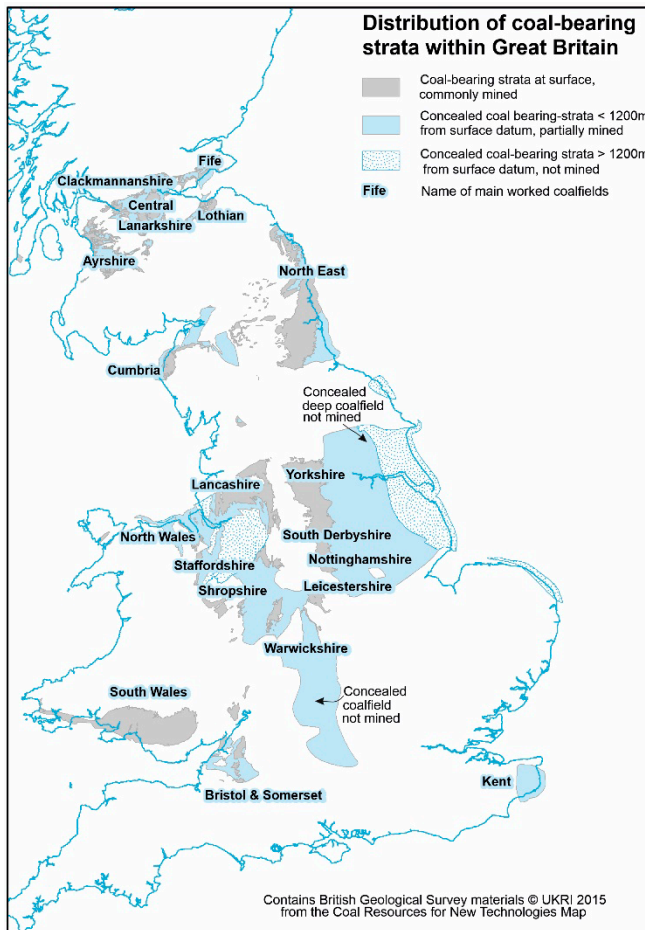 Distribution of coal-bearing
strata within Great Britain
Coal-bearing strata at surface,
commonly mined
Concealed coal bearing-strata < 1200m
from surface datum, partially mined
Concealed coal-bearing strata > 1200m
from surface datum, not mined
Fife
Name of main worked coalfields
Fife
Clackmannanshire
Central
Lanarkshire
Lothian
Ayrshire
North East
Cumbria
Concealed
deep coalfield
not mined
Lancashire
Yorkshire
North Wales
South Derbyshire
Staffordshire
Nottinghamshire
Shropshire
Leicestershire
Warwickshire
South Wales
Concealed
coalfield
not mined
Bristol & Somerset
Kent
Contains British Geological Survey materials © UKRI 2015
from the Coal Resources for New Technologies Map